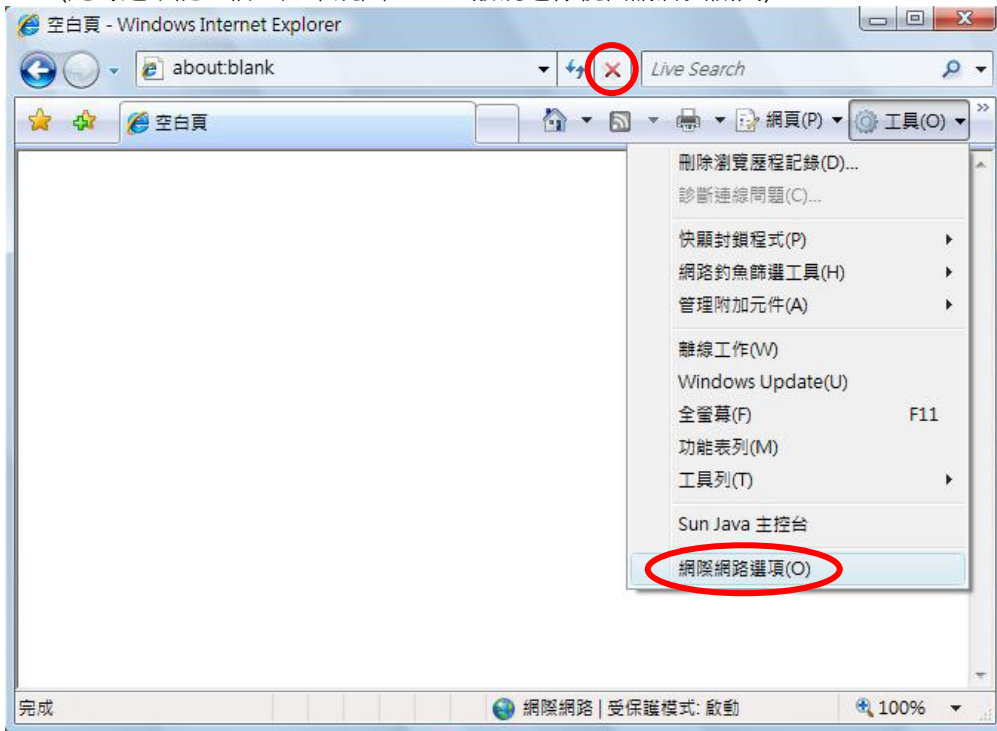 空白頁 - Windows Internet Explorer
about:blank
Live Search
空白頁
網頁(P)
工具(O)
刪除瀏覽歷程記錄(D)...
診斷連線問題(C)...
快顯封鎖程式(P)
網路釣魚篩選工具(H)
管理附加元件(A)
離線工作(W)
Windows Update(U)
全螢幕(F) F11
功能表列(M)
工具列(T)
Sun Java 主控台
網際網路選項(O)
完成
網際網路 | 受保護模式: 啟動
100%